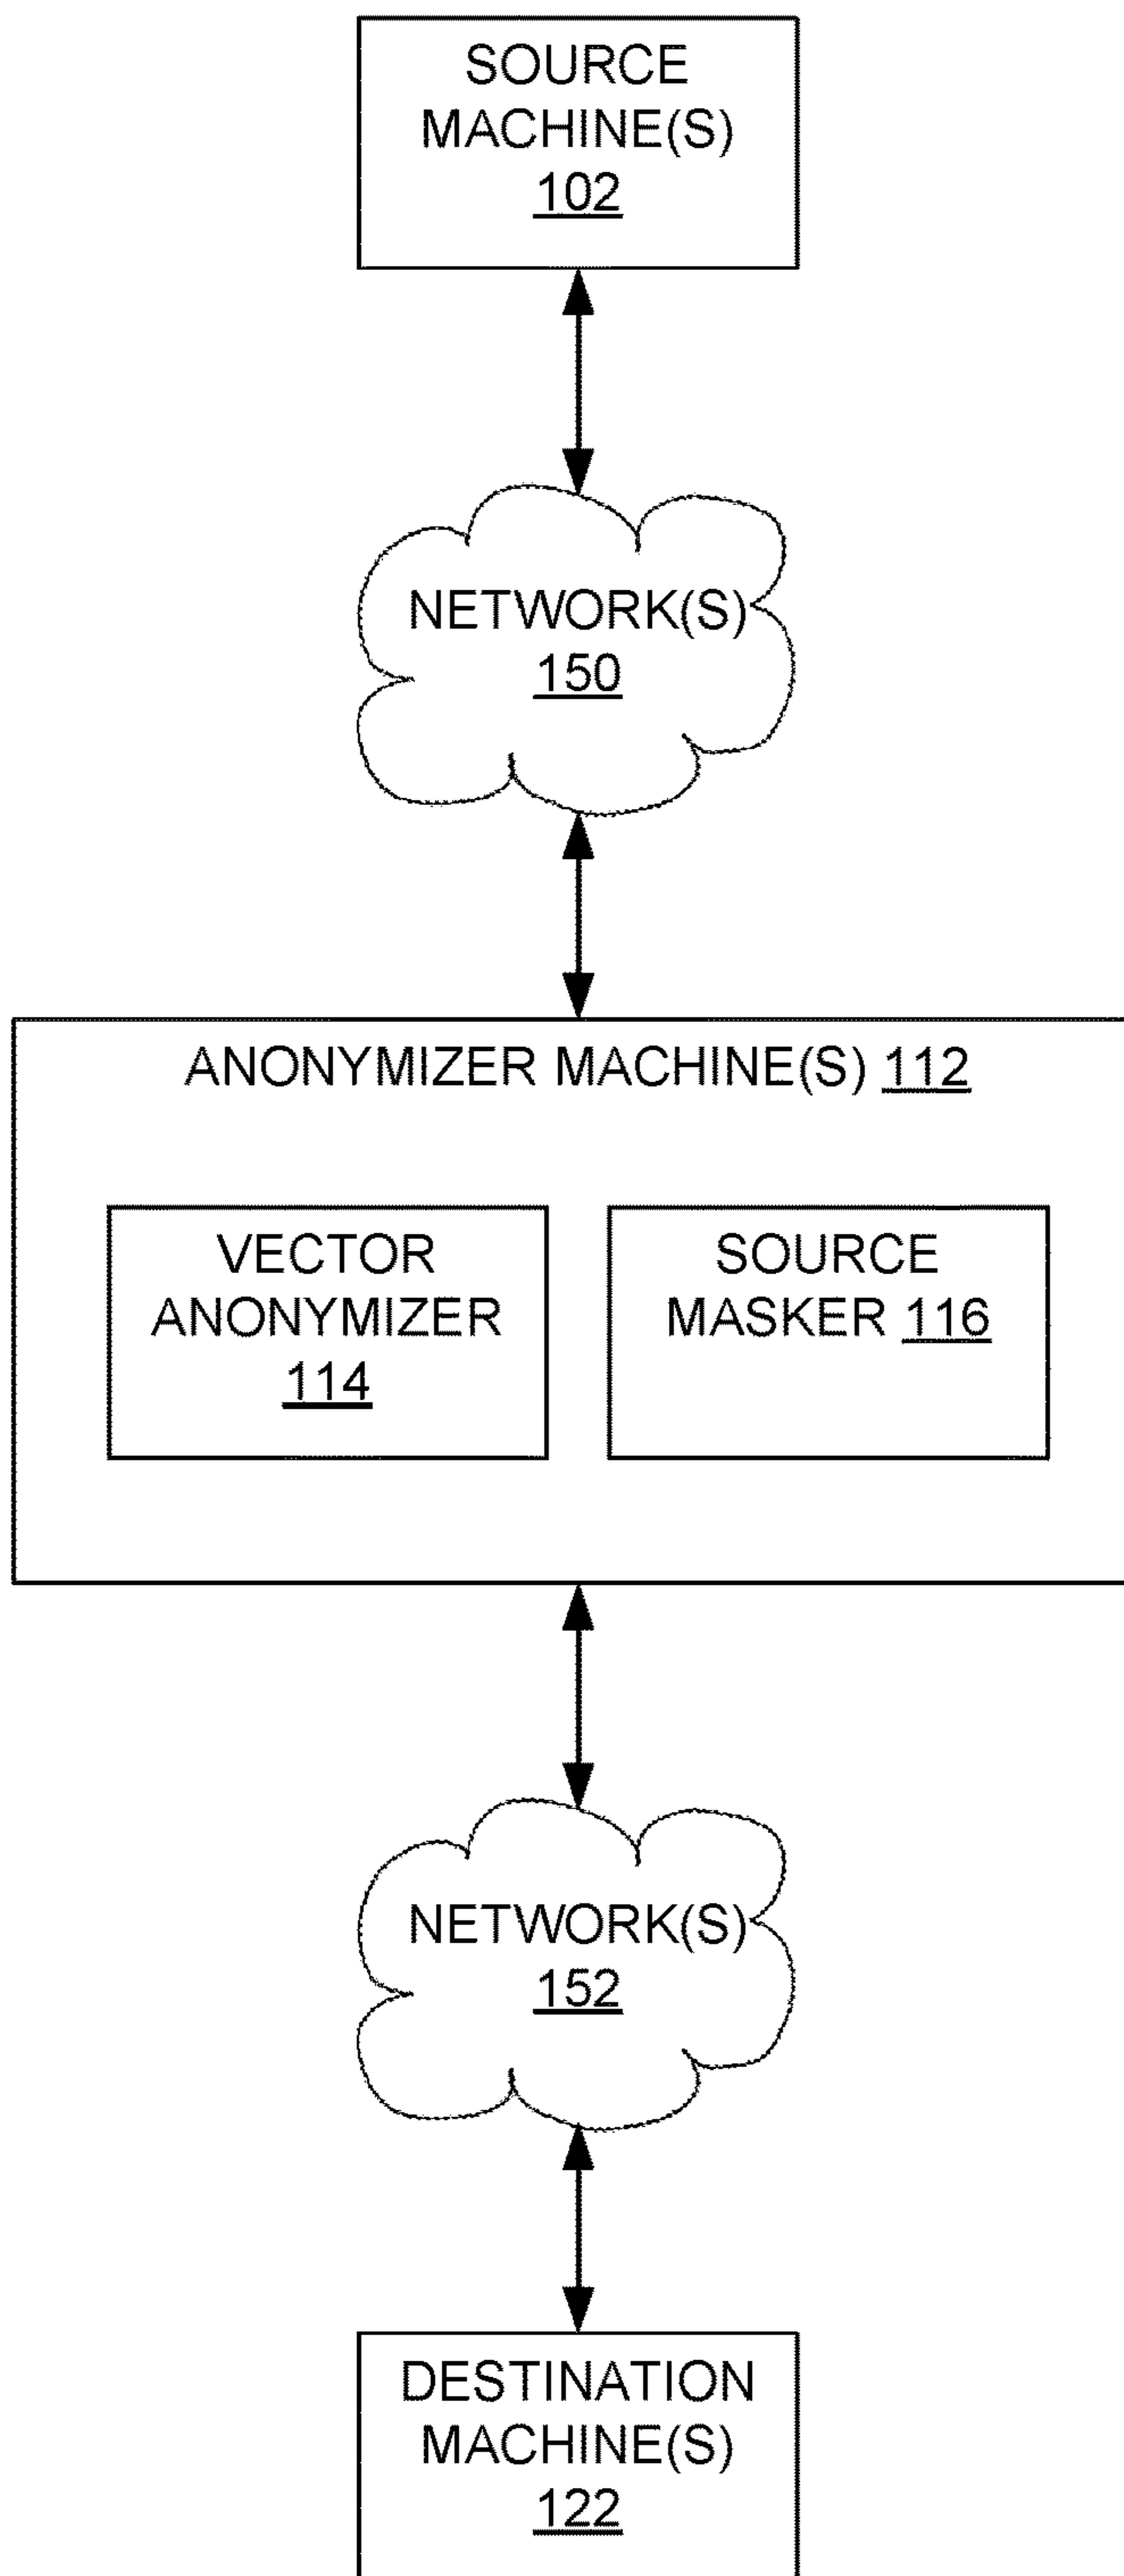 SOURCE
MACHINE(S)
102
NETWORK(S)
150
ANONYMIZER MACHINE(S) 112
VECTOR
ANONYMIZER
114
SOURCE
MASKER 116
NETWORK(S)
152
DESTINATION
MACHINE(S)
122